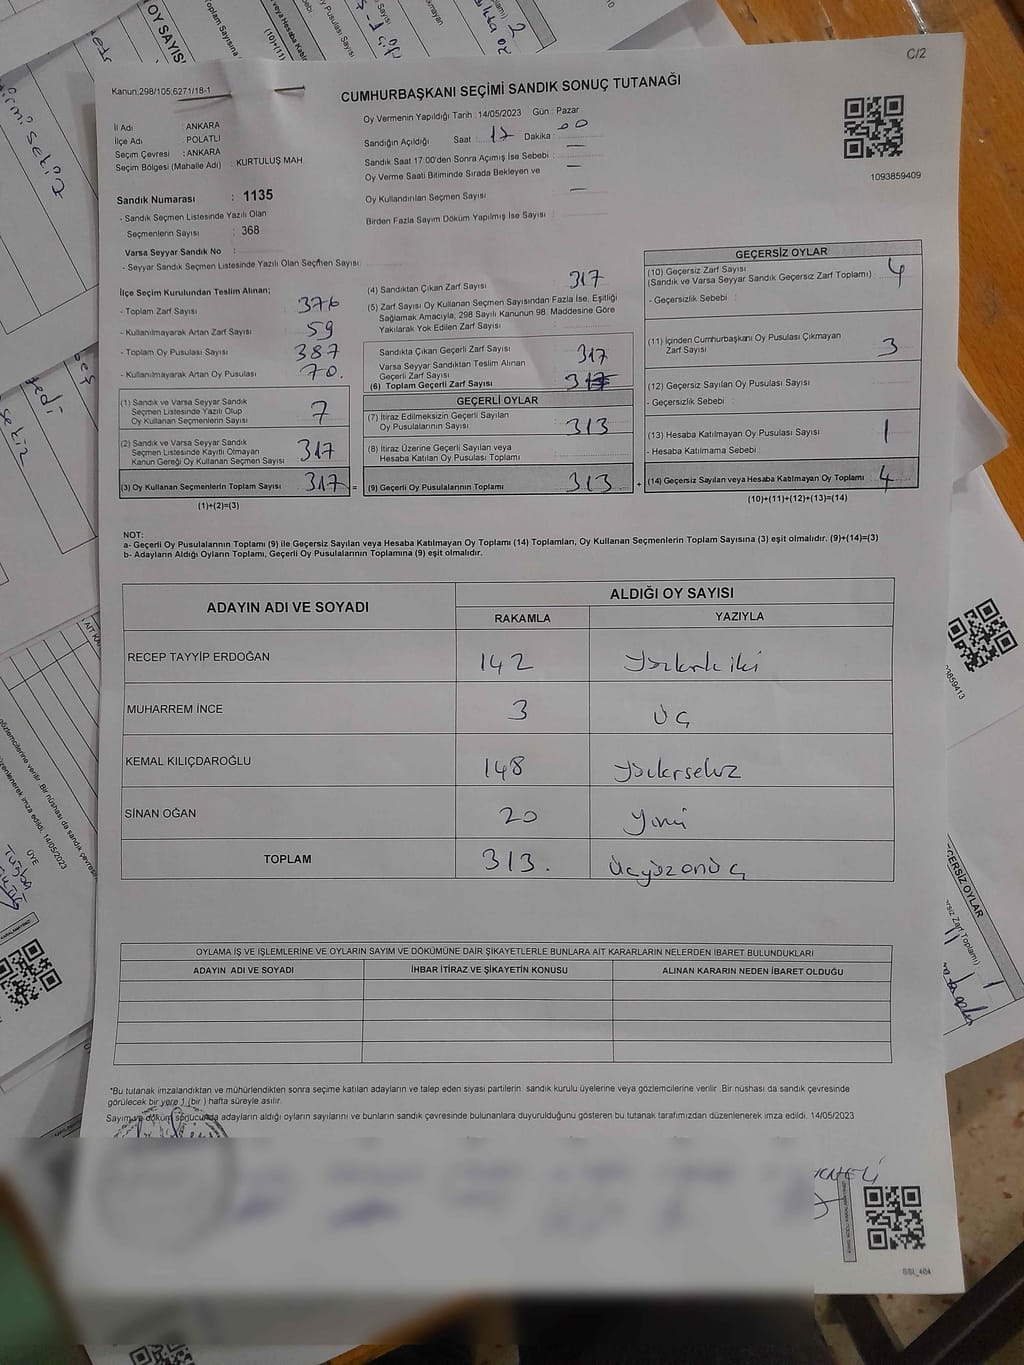 C/2
Kanun:298/105;6271/18-1
CUMHURBAŞKANI SEÇİMİ SANDIK SONUÇ TUTANAĞI
İl Adı : ANKARA
İlçe Adı : POLATLI
Seçim Çevresi : ANKARA
Seçim Bölgesi (Mahalle Adı) : KURTULUŞ MAH.
Sandık Numarası : 1135
- Sandık Seçmen Listesinde Yazılı Olan
Seçmenlerin Sayısı : 368
Varsa Seyyar Sandık No :
- Seyyar Sandık Seçmen Listesinde Yazılı Olan Seçmen Sayısı:
Oy Vermenin Yapıldığı Tarih : 14/05/2023 Gün : Pazar
Sandığın Açıldığı Saat : 17 Dakika : 00
Sandık Saat 17.00'den Sonra Açılmış İse Sebebi : —
Oy Verme Saati Bitiminde Sırada Bekleyen ve —
Oy Kullandırılan Seçmen Sayısı —
Birden Fazla Sayım Döküm Yapılmış İse Sayısı :
1093859409
İlçe Seçim Kurulundan Teslim Alınan;
- Toplam Zarf Sayısı : 376
- Kullanılmayarak Artan Zarf Sayısı : 59
- Toplam Oy Pusulası Sayısı : 387
- Kullanılmayarak Artan Oy Pusulası : 70.
(1) Sandık ve Varsa Seyyar Sandık
Seçmen Listesinde Yazılı Olup
Oy Kullanan Seçmenlerin Sayısı : 7
(2) Sandık ve Varsa Seyyar Sandık
Seçmen Listesinde Kayıtlı Olmayan
Kanun Gereği Oy Kullanan Seçmen Sayısı : 317
(3) Oy Kullanan Seçmenlerin Toplam Sayısı : 317 =
(1)+(2)=(3)
(4) Sandıktan Çıkan Zarf Sayısı : 317
(5) Zarf Sayısı Oy Kullanan Seçmen Sayısından Fazla İse, Eşitliği
Sağlamak Amacıyla, 298 Sayılı Kanunun 98. Maddesine Göre
Yakılarak Yok Edilen Zarf Sayısı :
Sandıkta Çıkan Geçerli Zarf Sayısı : 317
Varsa Seyyar Sandıktan Teslim Alınan
Geçerli Zarf Sayısı :
(6) Toplam Geçerli Zarf Sayısı : 317
GEÇERLİ OYLAR
(7) İtiraz Edilmeksizin Geçerli Sayılan
Oy Pusulalarının Sayısı : 313
(8) İtiraz Üzerine Geçerli Sayılan veya
Hesaba Katılan Oy Pusulası Toplamı :
(9) Geçerli Oy Pusulalarının Toplamı : 313 +
GEÇERSİZ OYLAR
(10) Geçersiz Zarf Sayısı
(Sandık ve Varsa Seyyar Sandık Geçersiz Zarf Toplamı) : 4
- Geçersizlik Sebebi :
(11) İçinden Cumhurbaşkanı Oy Pusulası Çıkmayan
Zarf Sayısı : 3
(12) Geçersiz Sayılan Oy Pusulası Sayısı :
- Geçersizlik Sebebi :
(13) Hesaba Katılmayan Oy Pusulası Sayısı : 1
- Hesaba Katılmama Sebebi :
(14) Geçersiz Sayılan veya Hesaba Katılmayan Oy Toplamı : 4
(10)+(11)+(12)+(13)=(14)
NOT:
a- Geçerli Oy Pusulalarının Toplamı (9) ile Geçersiz Sayılan veya Hesaba Katılmayan Oy Toplamı (14) Toplamları, Oy Kullanan Seçmenlerin Toplam Sayısına (3) eşit olmalıdır. (9)+(14)=(3)
b- Adayların Aldığı Oyların Toplamı, Geçerli Oy Pusulalarının Toplamına (9) eşit olmalıdır.
ADAYIN ADI VE SOYADI ALDIĞI OY SAYISI
RAKAMLA YAZIYLA
RECEP TAYYİP ERDOĞAN 142
MUHARREM İNCE 3 Üç
KEMAL KILIÇDAROĞLU 148
SİNAN OĞAN 20 yirmi
TOPLAM 313. Üçyüzonüç
OYLAMA İŞ VE İŞLEMLERİNE VE OYLARIN SAYIM VE DÖKÜMÜNE DAİR ŞİKAYETLERLE BUNLARA AİT KARARLARIN NELERDEN İBARET BULUNDUKLARI
ADAYIN ADI VE SOYADI İHBAR İTİRAZ VE ŞİKAYETİN KONUSU ALINAN KARARIN NEDEN İBARET OLDUĞU
*Bu tutanak imzalandıktan ve mühürlendikten sonra seçime katılan adayların ve talep eden siyasi partilerin sandık kurulu üyelerine veya gözlemcilerine verilir. Bir nüshası da sandık çevresinde
görülecek bir yere 1 (bir ) hafta süreyle asılır.
Sayım ve döküm sonucunda adayların aldığı oyların sayılarını ve bunların sandık çevresinde bulunanlara duyurulduğunu gösteren bu tutanak tarafımızdan düzenlenerek imza edildi. 14/05/2023